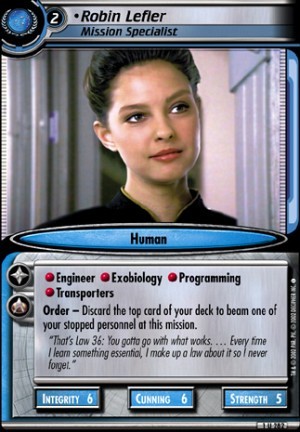 2 •Robin Lefler
Mission Specialist
Human
Engineer Exobiology Programming
Transporters
Order – Discard the top card of your deck to beam one of
your stopped personnel at this mission.
"That's Law 36: You gotta go with what works. . . . Every time
I learn something essential, I make up a law about it so I never
forget."
INTEGRITY 6 CUNNING 6 STRENGTH 5